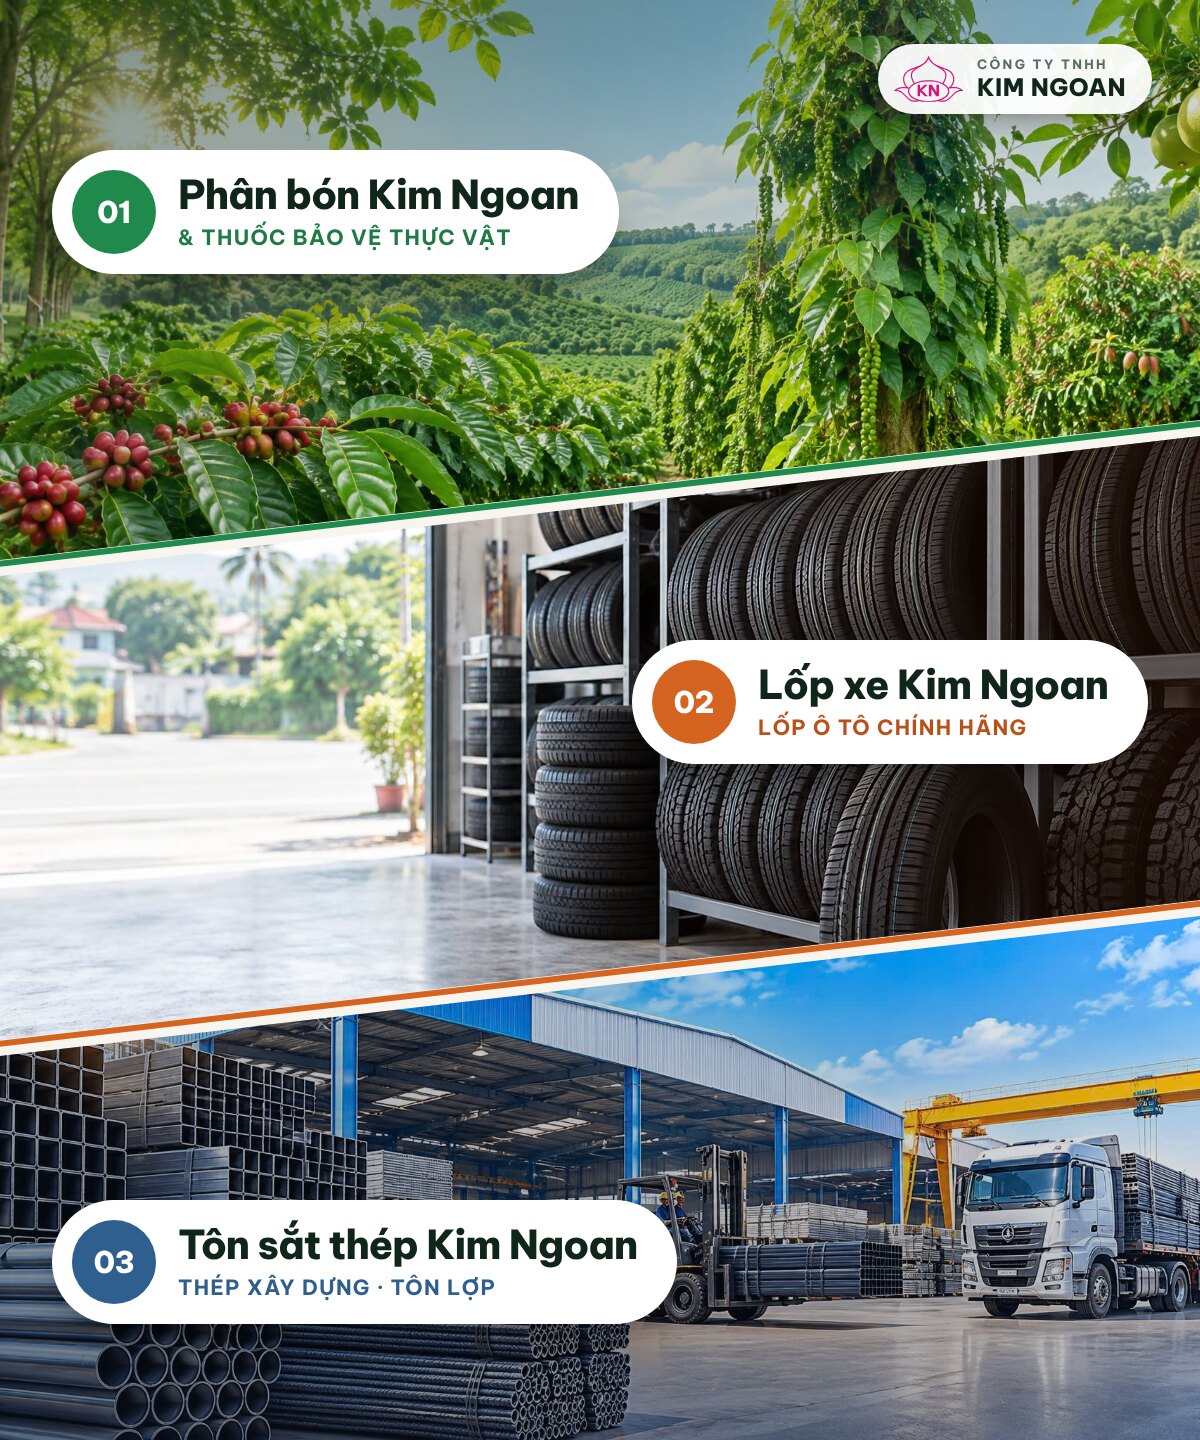 CÔNG TY TNHH
KIM NGOAN
KN
01
Phân bón Kim Ngoan
& THUỐC BẢO VỆ THỰC VẬT
02
Lốp xe Kim Ngoan
LỐP Ô TÔ CHÍNH HÃNG
03
Tôn sắt thép Kim Ngoan
THÉP XÂY DỰNG · TÔN LỢP